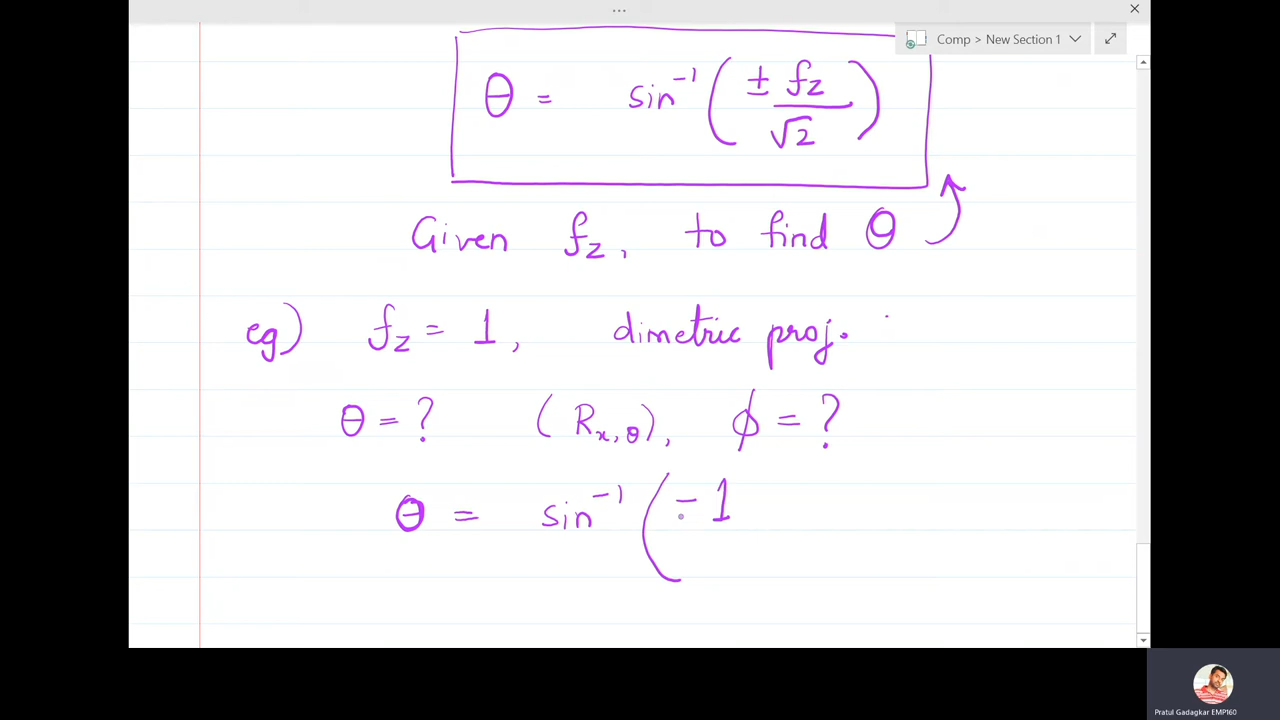 ...
Comp > New Section 1
θ = sin⁻¹ ( ± fz / √2 )
Given fz, to find θ
eg) fz = 1, dimetric proj.
θ = ? ( Rx,θ ), φ = ?
θ = sin⁻¹ ( - 1
Pratul Gadagkar EMP160